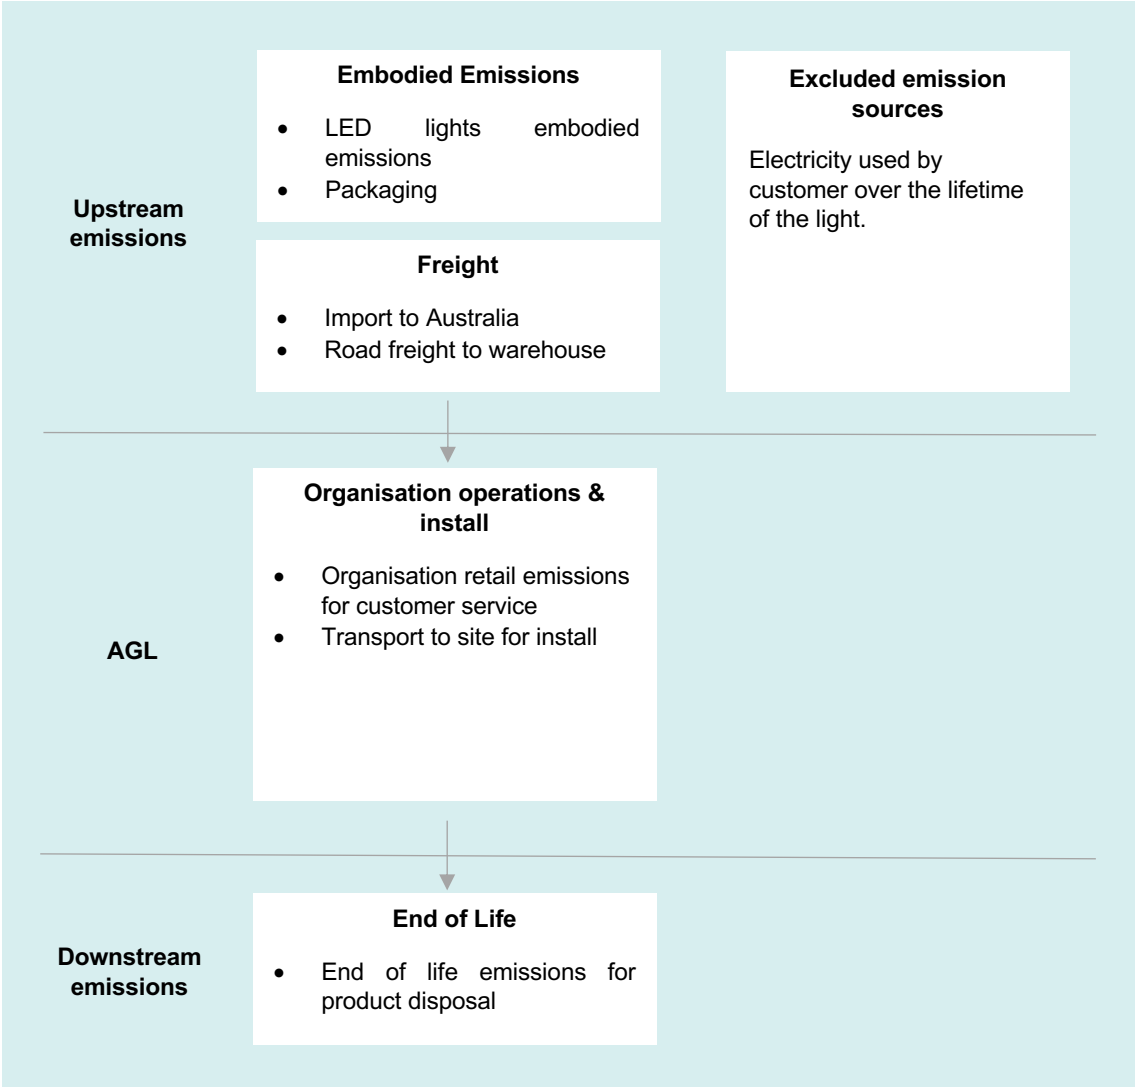 Upstream
emissions
Embodied Emissions
• LED lights embodied
emissions
• Packaging
Freight
• Import to Australia
• Road freight to warehouse
Excluded emission
sources
Electricity used by
customer over the lifetime
of the light.
AGL
Organisation operations &
install
• Organisation retail emissions
for customer service
• Transport to site for install
Downstream
emissions
End of Life
• End of life emissions for
product disposal